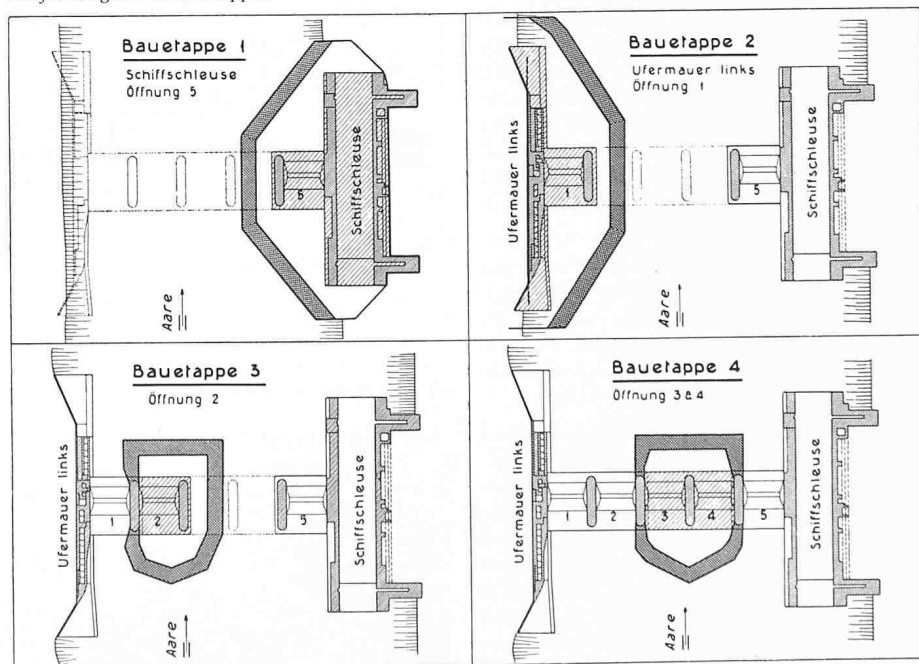 Bauetappe 1
Schiffschleuse
Öffnung 5
Schiffschleuse
5
Aare
Bauetappe 2
Ufermauer links
Öffnung 1
Ufermauer links
1
5
Schiffschleuse
Aare
Bauetappe 3
Öffnung 2
Ufermauer links
1
2
5
Schiffschleuse
Aare
Bauetappe 4
Öffnung 3 & 4
Ufermauer links
1
2
3
4
5
Schiffschleuse
Aare